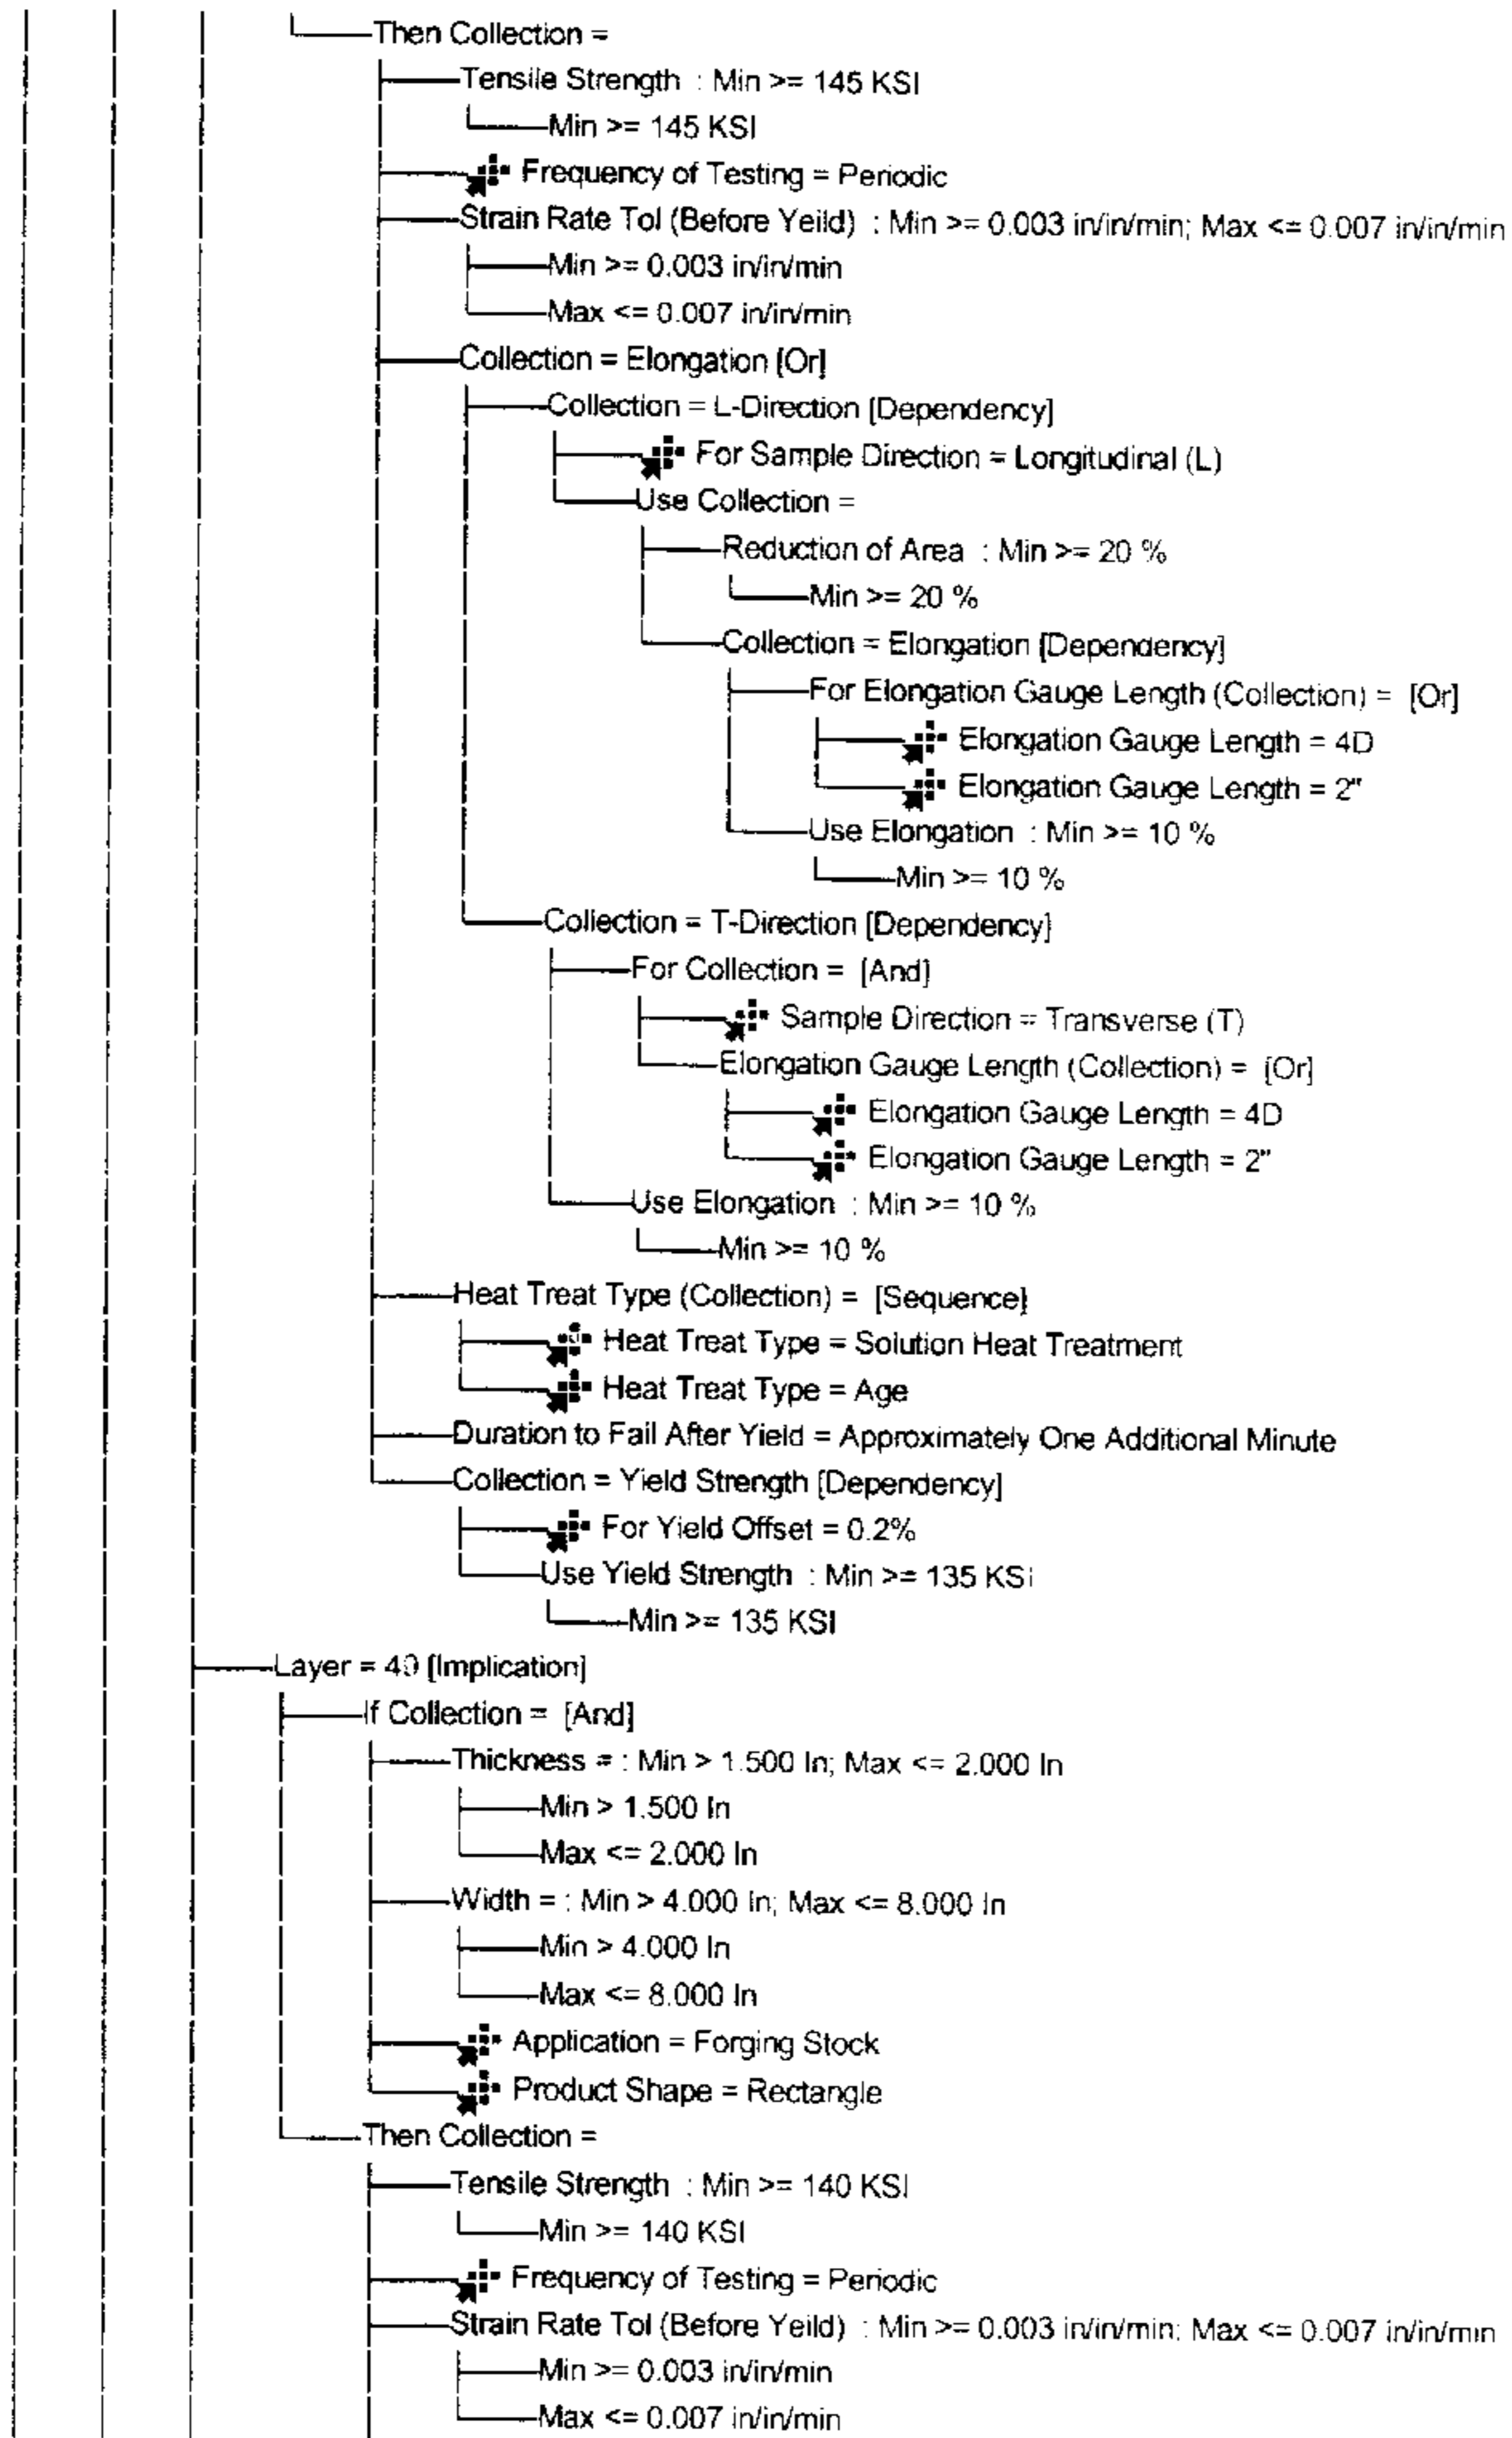 Then Collection =
Tensile Strength : Min >= 145 KSI
Min >= 145 KSI
Frequency of Testing = Periodic
Strain Rate Tol (Before Yeild) : Min >= 0.003 in/in/min; Max <= 0.007 in/in/min
Min >= 0.003 in/in/min
Max <= 0.007 in/in/min
Collection = Elongation [Or]
Collection = L-Direction [Dependency]
For Sample Direction = Longitudinal (L)
Use Collection =
Reduction of Area : Min >= 20 %
Min >= 20 %
Collection = Elongation [Dependency]
For Elongation Gauge Length (Collection) = [Or]
Elongation Gauge Length = 4D
Elongation Gauge Length = 2"
Use Elongation : Min >= 10 %
Min >= 10 %
Collection = T-Direction [Dependency]
For Collection = [And]
Sample Direction = Transverse (T)
Elongation Gauge Length (Collection) = [Or]
Elongation Gauge Length = 4D
Elongation Gauge Length = 2"
Use Elongation : Min >= 10 %
Min >= 10 %
Heat Treat Type (Collection) = [Sequence]
Heat Treat Type = Solution Heat Treatment
Heat Treat Type = Age
Duration to Fail After Yield = Approximately One Additional Minute
Collection = Yield Strength [Dependency]
For Yield Offset = 0.2%
Use Yield Strength : Min >= 135 KSI
Min >= 135 KSI
Layer = 40 [Implication]
If Collection = [And]
Thickness = : Min > 1.500 In; Max <= 2.000 In
Min > 1.500 In
Max <= 2.000 In
Width = : Min > 4.000 In; Max <= 8.000 In
Min > 4.000 In
Max <= 8.000 In
Application = Forging Stock
Product Shape = Rectangle
Then Collection =
Tensile Strength : Min >= 140 KSI
Min >= 140 KSI
Frequency of Testing = Periodic
Strain Rate Tol (Before Yeild) : Min >= 0.003 in/in/min; Max <= 0.007 in/in/min
Min >= 0.003 in/in/min
Max <= 0.007 in/in/min